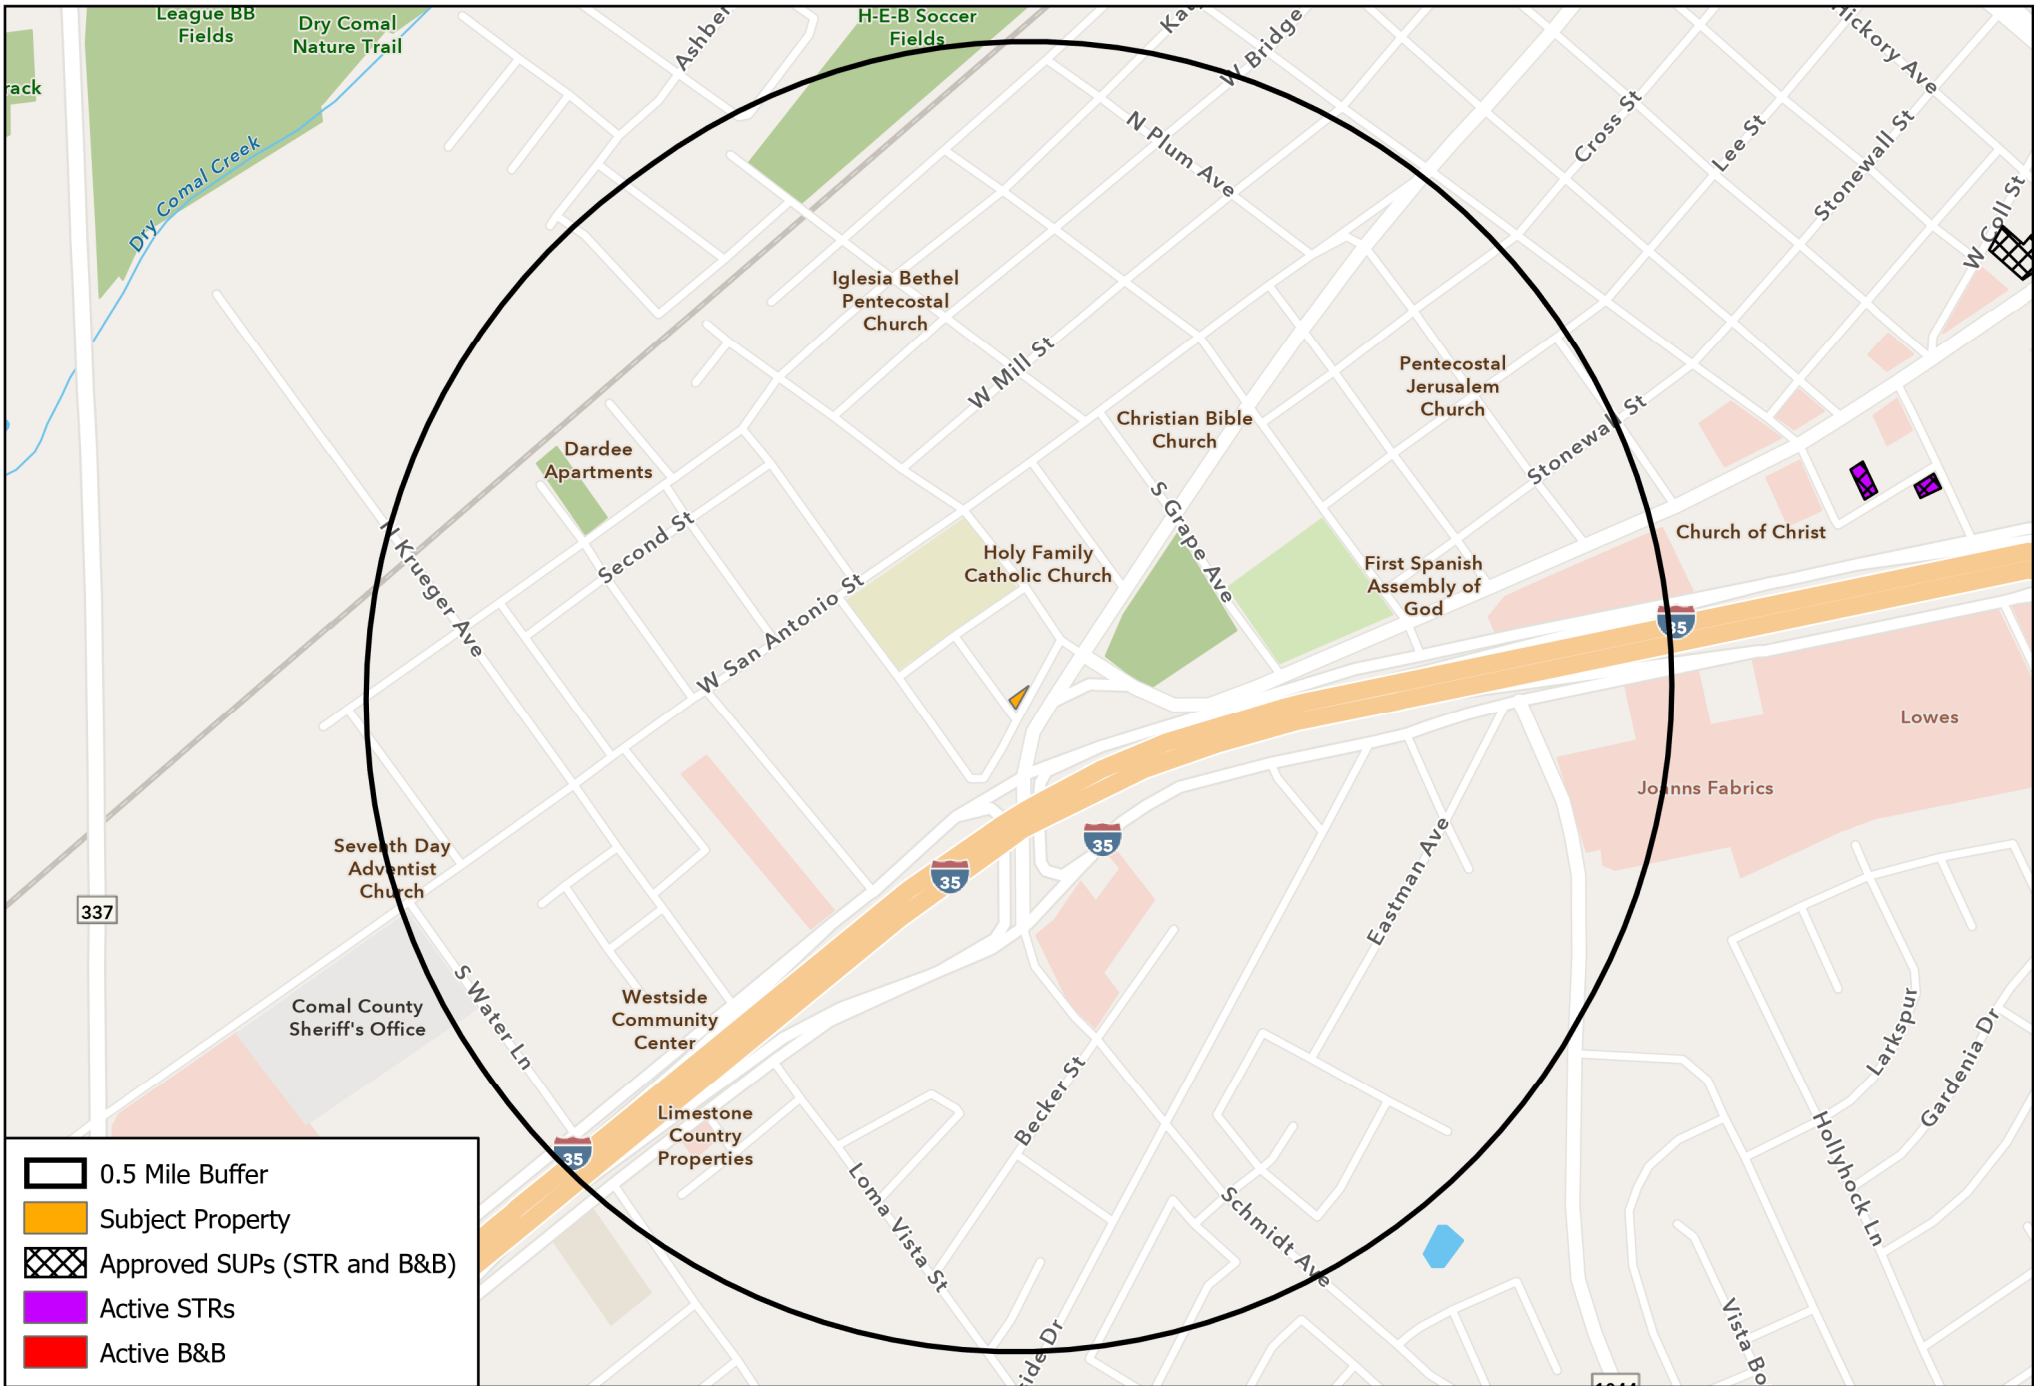 League BB
Fields
Dry Comal
Nature Trail
H-E-B Soccer
Fields
W Bridge
Hickory Ave
Cross St
Lee St
Stonewall St
W Coll St
N Plum Ave
Dry Comal Creek
Iglesia Bethel
Pentecostal
Church
W Mill St
Pentecostal
Jerusalem
Church
Christian Bible
Church
Stonewall St
Dardee
Apartments
Second St
S Grape Ave
N Krueger Ave
Church of Christ
Holy Family
Catholic Church
First Spanish
Assembly of
God
W San Antonio St
35
Lowes
Joanns Fabrics
35
35
Eastman Ave
Seventh Day
Adventist
Church
337
Comal County
Sheriff's Office
S Water Ln
Westside
Community
Center
Larkspur
Gardenia Dr
Becker St
Limestone
Country
Properties
35
Loma Vista St
Schmidt Ave
Hollyhock Ln
Vista Bo
side Dr
0.5 Mile Buffer
Subject Property
Approved SUPs (STR and B&B)
Active STRs
Active B&B